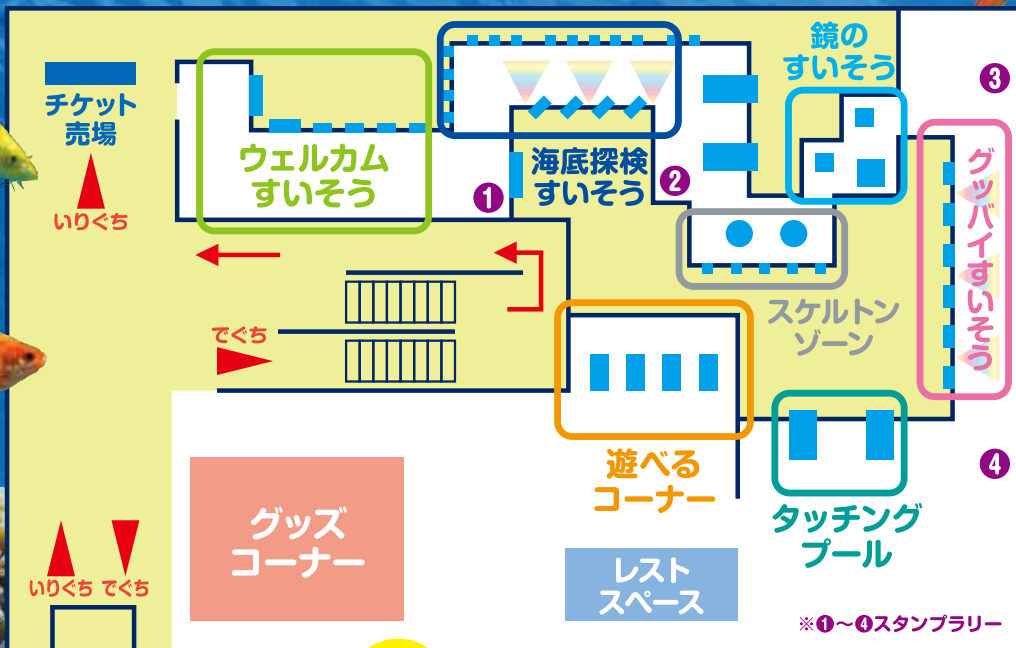 チケット
売場
いりぐち
ウェルカム
すいそう
❶
海底探検
すいそう
❷
鏡の
すいそう
❸
グッバイすいそう
スケルトン
ゾーン
でぐち
遊べる
コーナー
❹
タッチング
プール
グッズ
コーナー
レスト
スペース
いりぐち でぐち
※❶～❹スタンプラリー